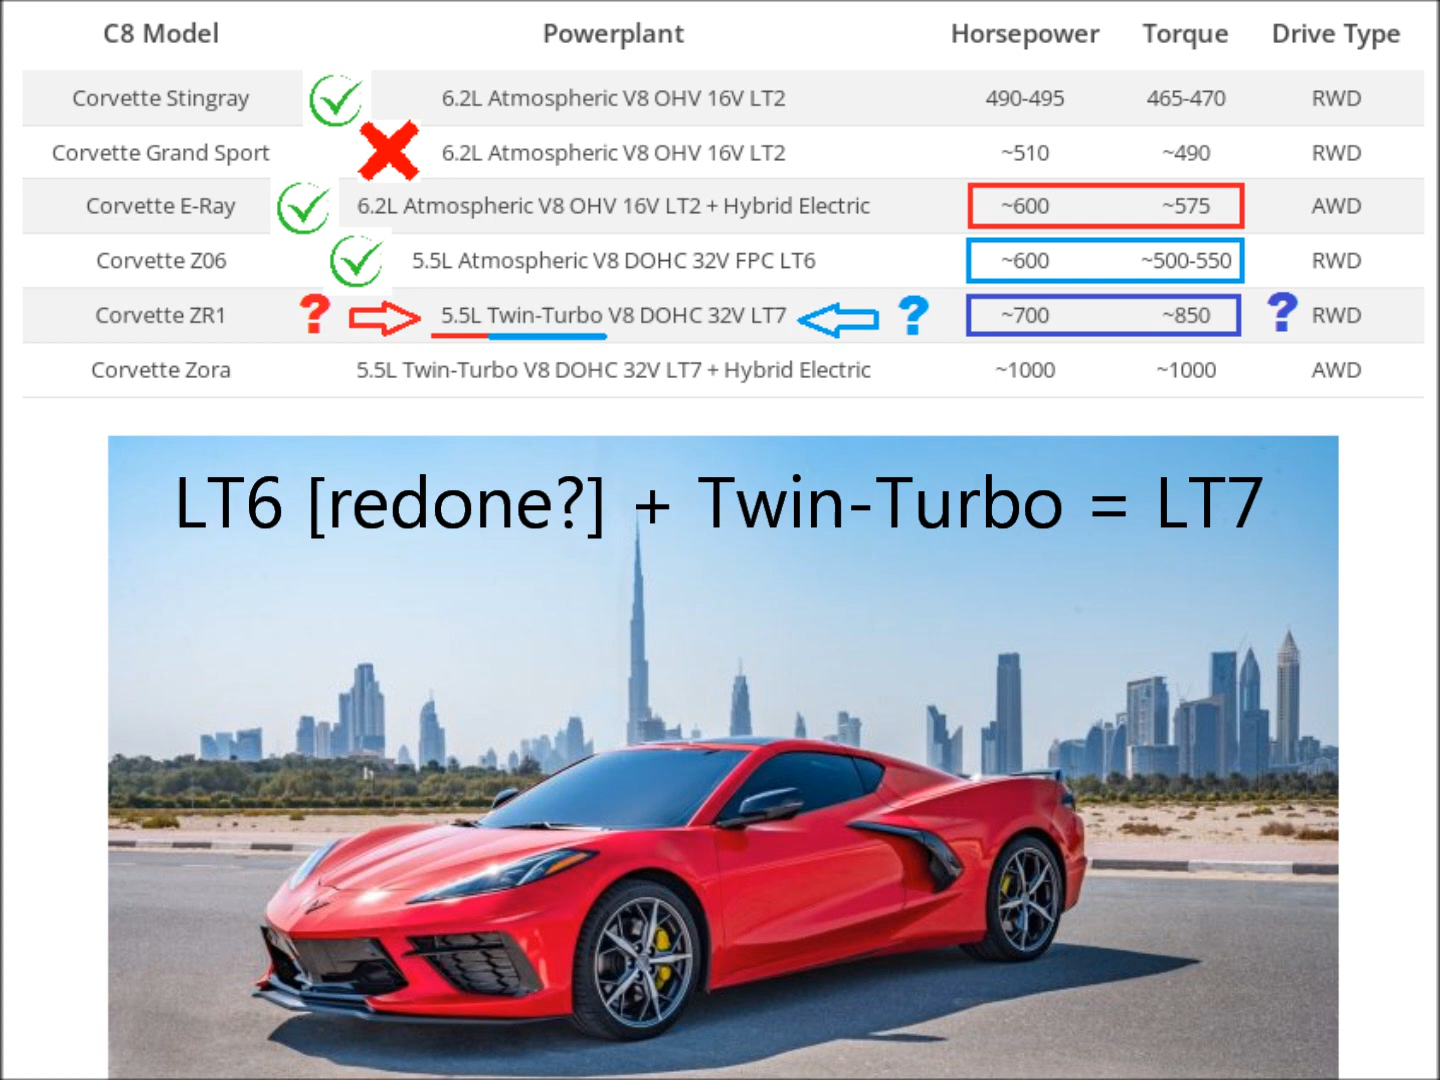 C8 Model Powerplant Horsepower Torque Drive Type
Corvette Stingray 6.2L Atmospheric V8 OHV 16V LT2 490-495 465-470 RWD
Corvette Grand Sport 6.2L Atmospheric V8 OHV 16V LT2 ~510 ~490 RWD
Corvette E-Ray 6.2L Atmospheric V8 OHV 16V LT2 + Hybrid Electric ~600 ~575 AWD
Corvette Z06 5.5L Atmospheric V8 DOHC 32V FPC LT6 ~600 ~500-550 RWD
Corvette ZR1 ? 5.5L Twin-Turbo V8 DOHC 32V LT7 ? ~700 ~850 ? RWD
Corvette Zora 5.5L Twin-Turbo V8 DOHC 32V LT7 + Hybrid Electric ~1000 ~1000 AWD
LT6 [redone?] + Twin-Turbo = LT7